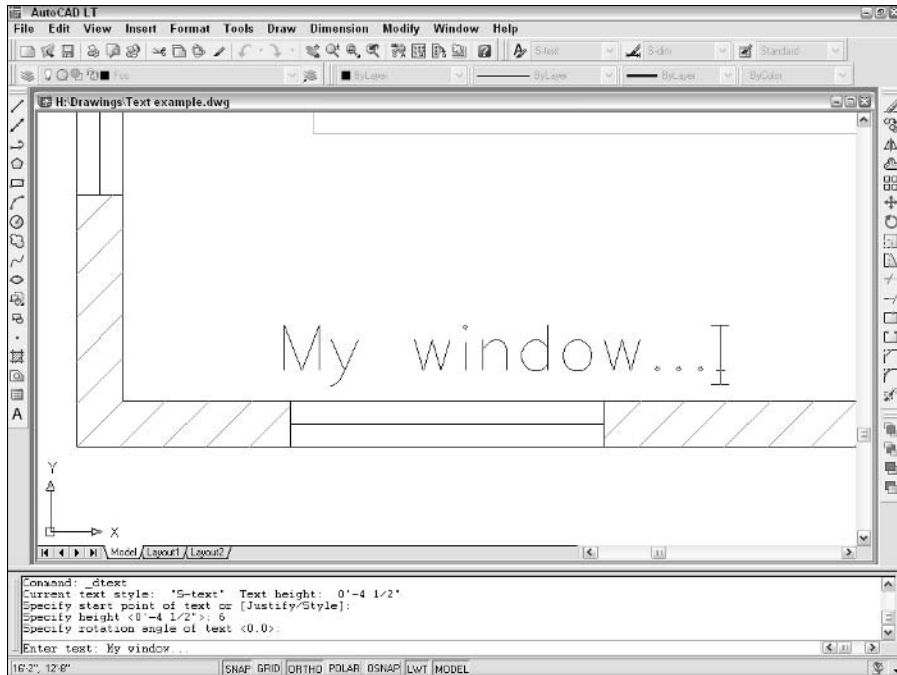 AutoCAD LT
File Edit View Insert Format Tools Draw Dimension Modify Window Help
S-text S-dim Standard
Foo ByLayer ByLayer ByLayer ByColor
H:\Drawings\Text example.dwg
My window...
Y
X
Model Layout1 Layout2
Command: _dtext
Current text style: "S-text" Text height: 0'-4 1/2"
Specify start point of text or [Justify/Style]:
Specify height <0'-4 1/2">: 6
Specify rotation angle of text <0.0>:
Enter text: My window...
16'2", 12'8" SNAP GRID ORTHO POLAR OSNAP LWT MODEL